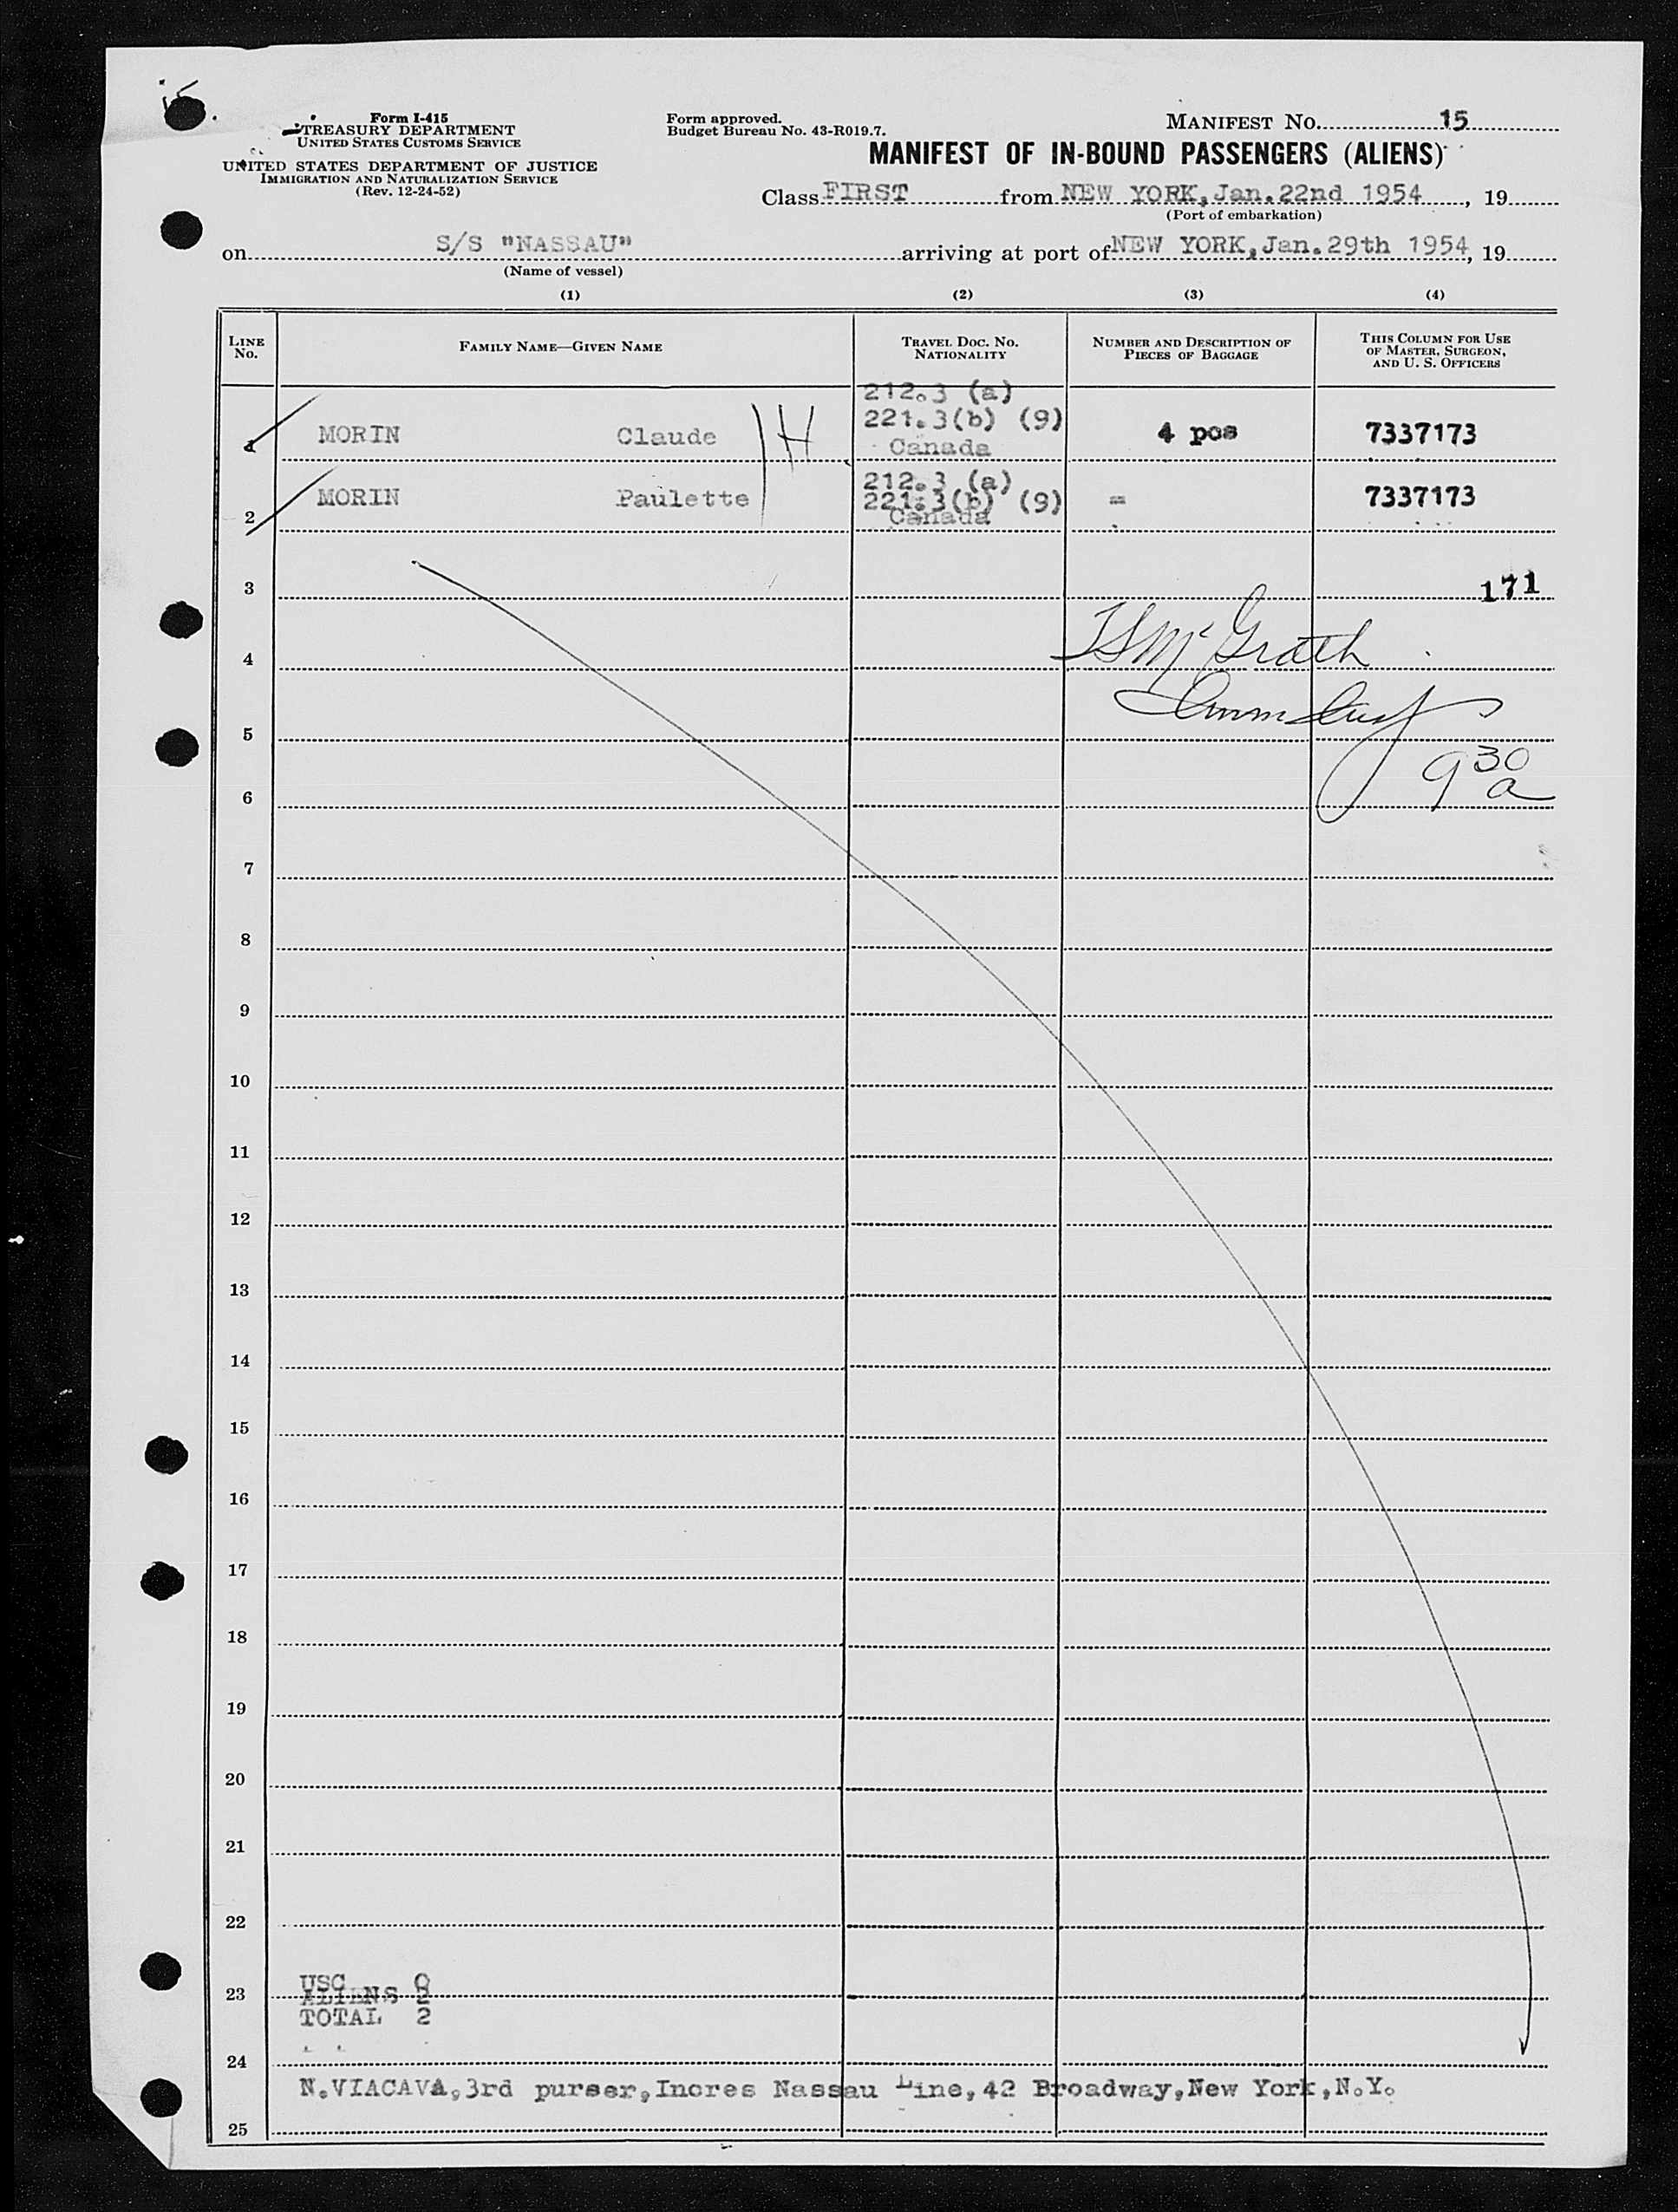 Form I-415
TREASURY DEPARTMENT
UNITED STATES CUSTOMS SERVICE
UNITED STATES DEPARTMENT OF JUSTICE
IMMIGRATION AND NATURALIZATION SERVICE
(Rev. 12-24-52)
Form approved.
Budget Bureau No. 43-R019.7.
MANIFEST NO. 15
MANIFEST OF IN-BOUND PASSENGERS (ALIENS)
Class FIRST from NEW YORK, Jan. 22nd 1954, 19
(Port of embarkation)
on S/S "NASSAU" arriving at port of NEW YORK, Jan. 29th 1954, 19
(Name of vessel)
(1) (2) (3) (4)
LINE No. FAMILY NAME—GIVEN NAME TRAVEL DOC. NO. NATIONALITY NUMBER AND DESCRIPTION OF PIECES OF BAGGAGE THIS COLUMN FOR USE OF MASTER, SURGEON, AND U. S. OFFICERS
212.3 (a)
221.3(b) (9)
1 MORIN Claude H Canada 4 pcs 7337173
212.3 (a)
221.3(b) (9)
2 MORIN Paulette Canada = 7337173
3 171
4 McGrath
5
6 9 30 a
7
8
9
10
11
12
13
14
15
16
17
18
19
20
21
22
USC 0
23 ALIENS 2
TOTAL 2
24
N. VIACAVA, 3rd purser, Incres Nassau Line, 42 Broadway, New York, N.Y.
25